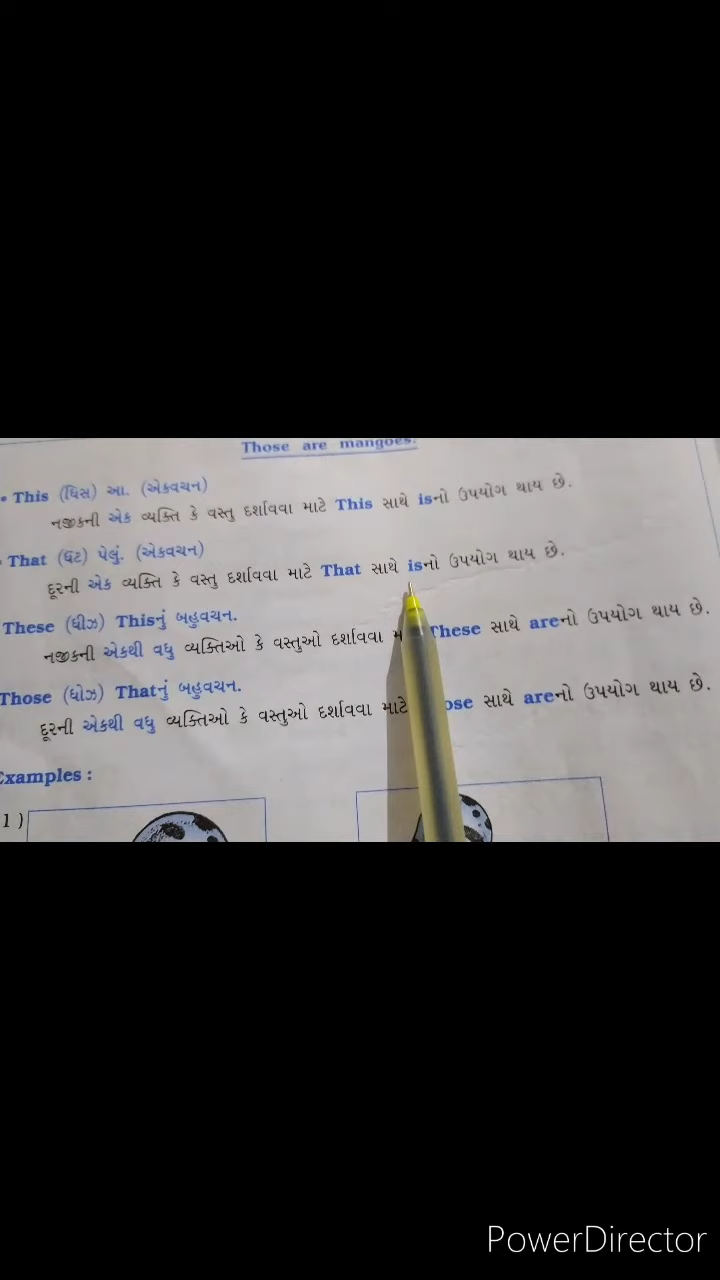 Those are mangoes.
• This (ધિસ) આ. (એકવચન)
નજીકની એક વ્યક્તિ કે વસ્તુ દર્શાવવા માટે This સાથે isનો ઉપયોગ થાય છે.
• That (ધૅટ) પેલું. (એકવચન)
દૂરની એક વ્યક્તિ કે વસ્તુ દર્શાવવા માટે That સાથે isનો ઉપયોગ થાય છે.
These (ધીઝ) Thisનું બહુવચન.
નજીકની એકથી વધુ વ્યક્તિઓ કે વસ્તુઓ દર્શાવવા These સાથે areનો ઉપયોગ થાય છે.
Those (ધોઝ) Thatનું બહુવચન.
દૂરની એકથી વધુ વ્યક્તિઓ કે વસ્તુઓ દર્શાવવા માટે ose સાથે areનો ઉપયોગ થાય છે.
Examples :
1 )
PowerDirector